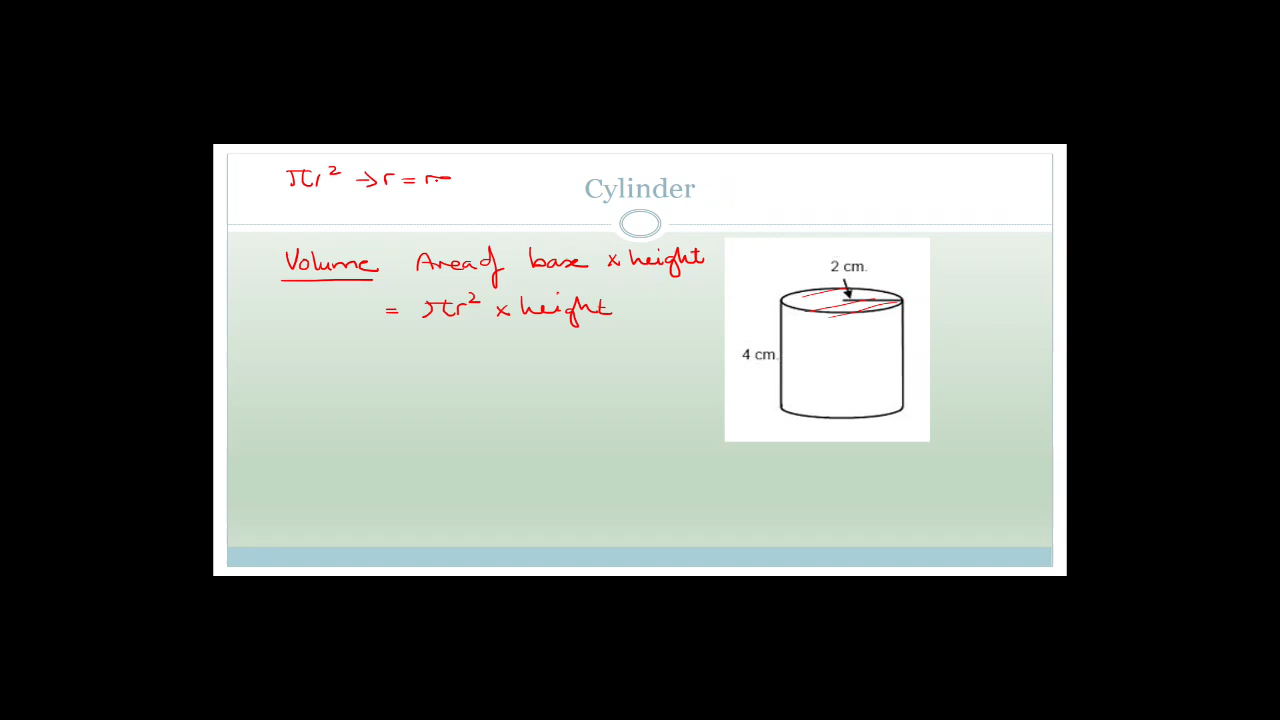 πr² → r = r
Cylinder
Volume Area of base × height
= πr² × height
2 cm.
4 cm.